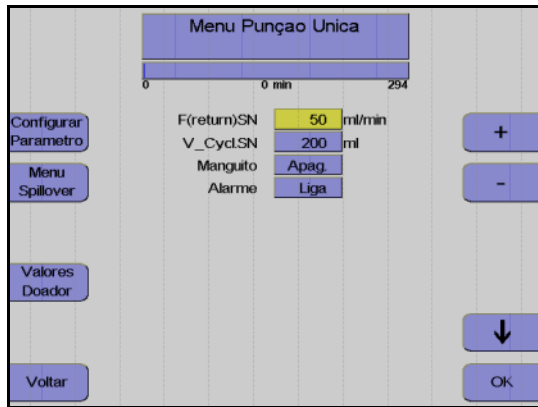 Menu Punçao Unica
0 0 min 294
Configurar
Parametro
F(return)SN 50 ml/min
+
V_Cycl.SN 200 ml
Menu
Spillover
Manguito Apag.
-
Alarme Liga
Valores
Doador
↓
Voltar
OK